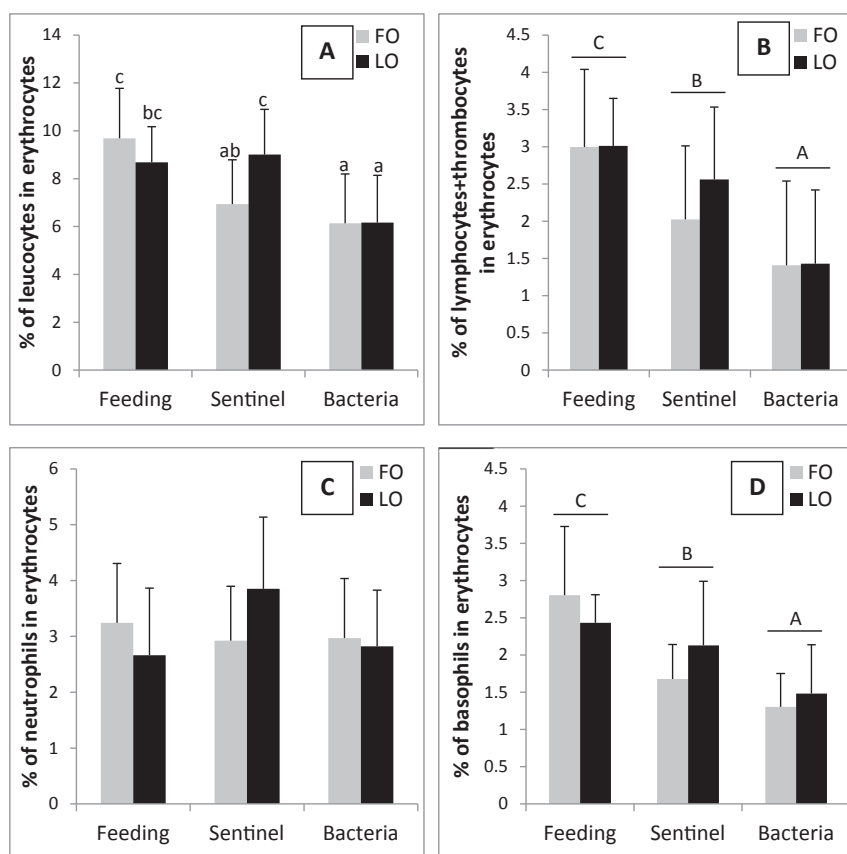 A
FO
LO
% of leucocytes in erythrocytes
14
12
10
8
6
4
2
0
c
bc
ab
c
a
a
Feeding Sentinel Bacteria
B
FO
LO
% of lymphocytes+thrombocytes
in erythrocytes
4.5
4
3.5
3
2.5
2
1.5
1
0.5
0
C
B
A
Feeding Sentinel Bacteria
C
FO
LO
% of neutrophils in erythrocytes
6
5
4
3
2
1
0
Feeding Sentinel Bacteria
D
FO
LO
% of basophils in erythrocytes
4.5
4
3.5
3
2.5
2
1.5
1
0.5
0
C
B
A
Feeding Sentinel Bacteria